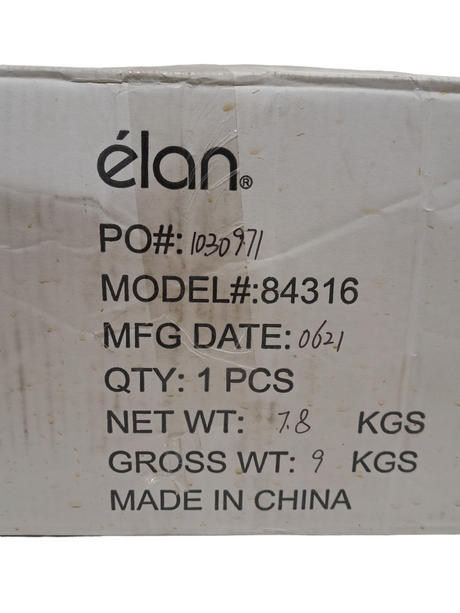 élan®
PO#: 1030971
MODEL#:84316
MFG DATE: 0621
QTY: 1 PCS
NET WT: 7.8 KGS
GROSS WT: 9 KGS
MADE IN CHINA